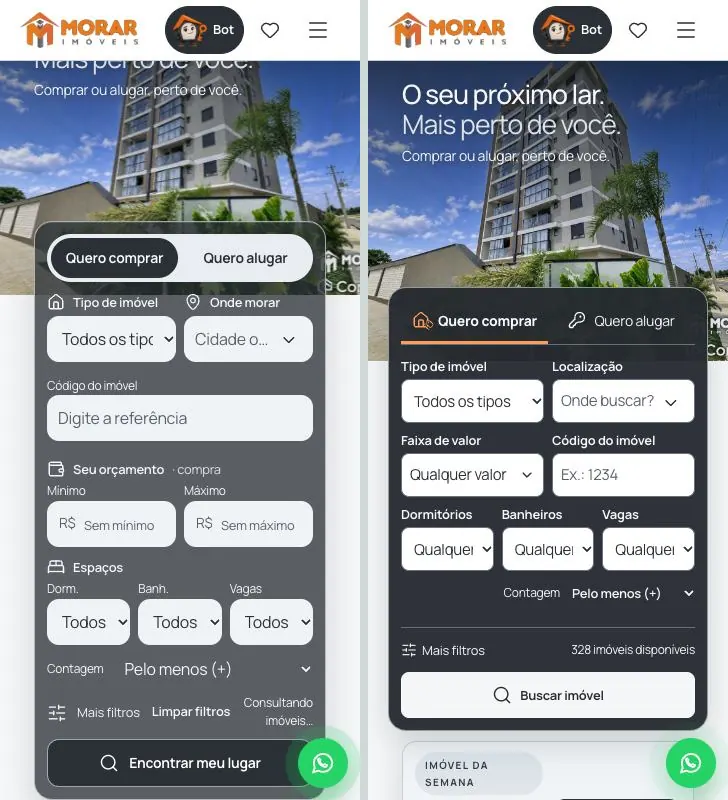 MORAR
IMÓVEIS
Bot
Mais perto de você.
Comprar ou alugar, perto de você.
Quero comprar
Quero alugar
Co
Tipo de imóvel
Onde morar
Todos os tipo
Cidade o...
Código do imóvel
Digite a referência
Seu orçamento · compra
Mínimo
Máximo
R$ Sem mínimo
R$ Sem máximo
Espaços
Dorm.
Banh.
Vagas
Todos
Todos
Todos
Contagem
Pelo menos (+)
Mais filtros
Limpar filtros
Consultando
imóveis...
Encontrar meu lugar
MORAR
IMÓVEIS
Bot
O seu próximo lar.
Mais perto de você.
Comprar ou alugar, perto de você.
Quero comprar
Quero alugar
MO
Co
Tipo de imóvel
Localização
Todos os tipos
Onde buscar?
Faixa de valor
Código do imóvel
Qualquer valor
Ex.: 1234
Dormitórios
Banheiros
Vagas
Qualquer
Qualquer
Qualquer
Contagem
Pelo menos (+)
Mais filtros
328 imóveis disponíveis
Buscar imóvel
IMÓVEL DA
SEMANA